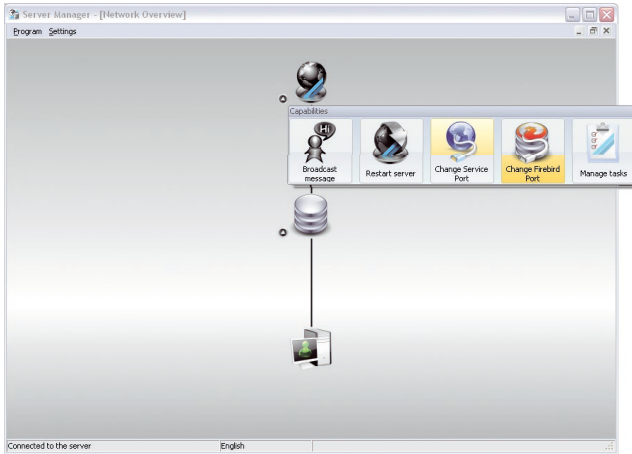 Server Manager - [Network Overview]
Program Settings
Capabilities
HI
Broadcast
message
Restart server
Change Service
Port
Change Firebird
Port
Manage tasks
Connected to the server
English